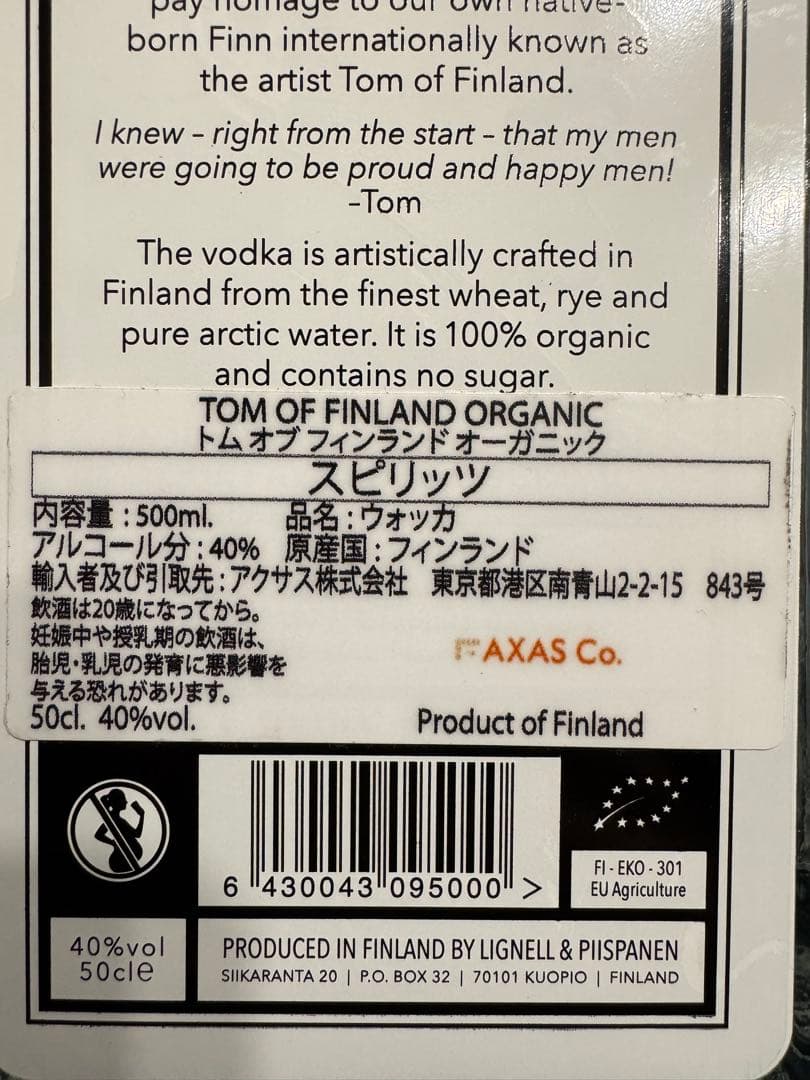 pay homage to our own native-
born Finn internationally known as
the artist Tom of Finland.
I knew – right from the start – that my men
were going to be proud and happy men!
–Tom
The vodka is artistically crafted in
Finland from the finest wheat, rye and
pure arctic water. It is 100% organic
and contains no sugar.
TOM OF FINLAND ORGANIC
トム オブ フィンランド オーガニック
スピリッツ
内容量：500ml. 品名：ウォッカ
アルコール分：40% 原産国：フィンランド
輸入者及び引取先：アクサス株式会社 東京都港区南青山2-2-15 843号
飲酒は20歳になってから。
妊娠中や授乳期の飲酒は、
胎児・乳児の発育に悪影響を
与える恐れがあります。
AXAS Co.
50cl. 40%vol. Product of Finland
6 430043 095000 >
FI - EKO - 301
EU Agriculture
40%vol
50cl℮
PRODUCED IN FINLAND BY LIGNELL & PIISPANEN
SIIKARANTA 20 | P.O. BOX 32 | 70101 KUOPIO | FINLAND